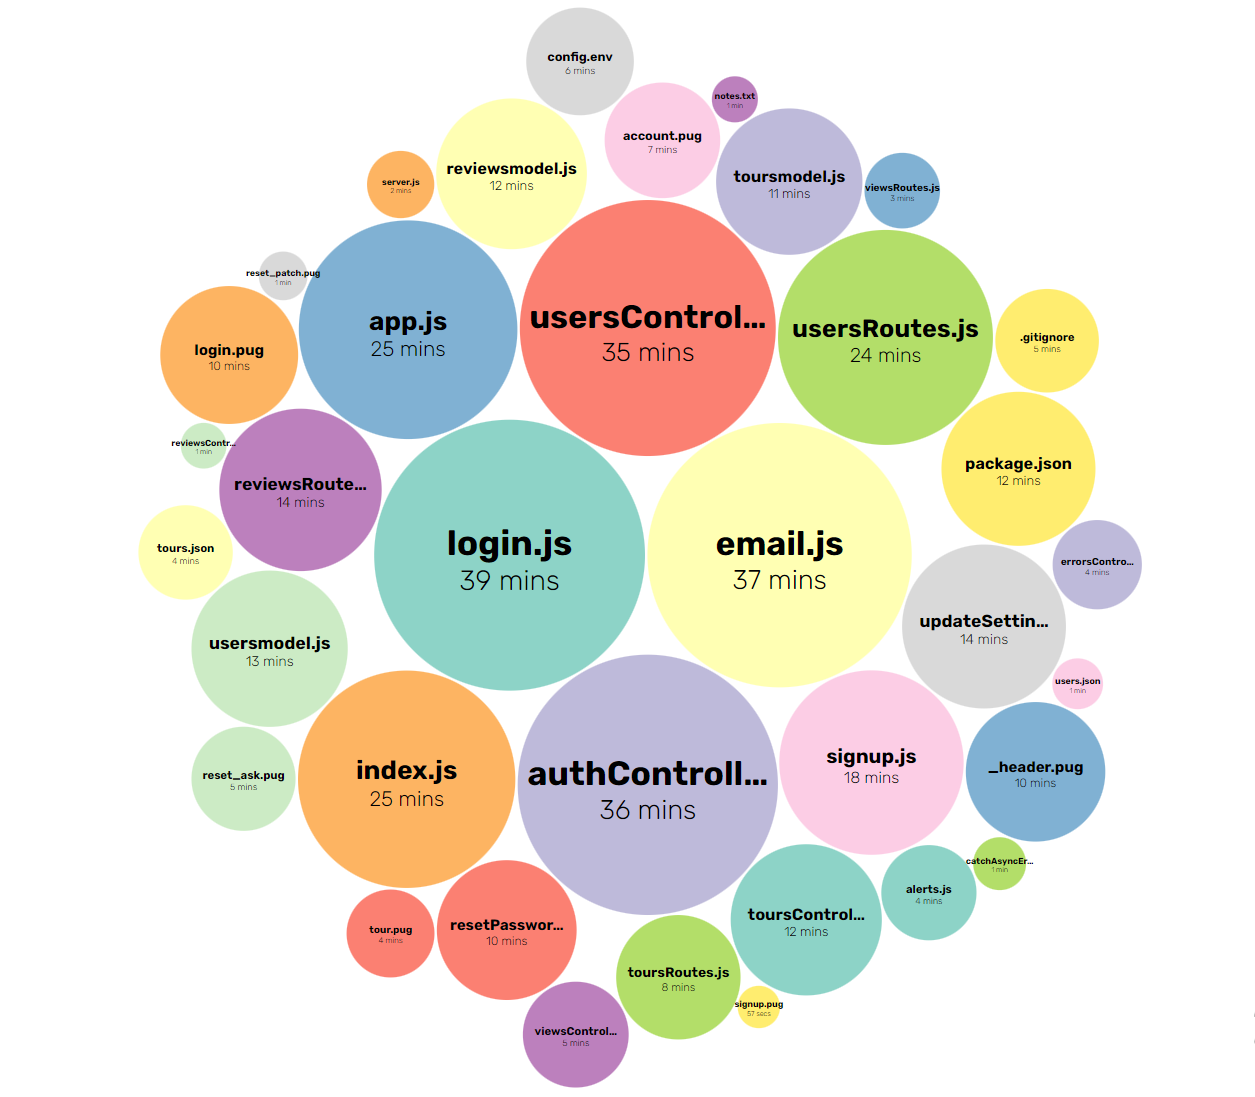 config.env
6 mins
notes.txt
1 min
account.pug
7 mins
reviewsmodel.js
12 mins
toursmodel.js
11 mins
server.js
2 mins
viewsRoutes.js
3 mins
reset_patch.pug
1 min
app.js
25 mins
usersControl...
35 mins
usersRoutes.js
24 mins
.gitignore
5 mins
login.pug
10 mins
reviewsContr...
1 min
package.json
12 mins
reviewsRoute...
14 mins
login.js
39 mins
email.js
37 mins
tours.json
4 mins
errorsContro...
4 mins
updateSettin...
14 mins
usersmodel.js
13 mins
users.json
1 min
reset_ask.pug
5 mins
index.js
25 mins
authControll...
36 mins
signup.js
18 mins
_header.pug
10 mins
catchAsyncEr...
1 min
alerts.js
4 mins
toursControl...
12 mins
tour.pug
4 mins
resetPasswor...
10 mins
toursRoutes.js
8 mins
signup.pug
57 secs
viewsControl...
5 mins